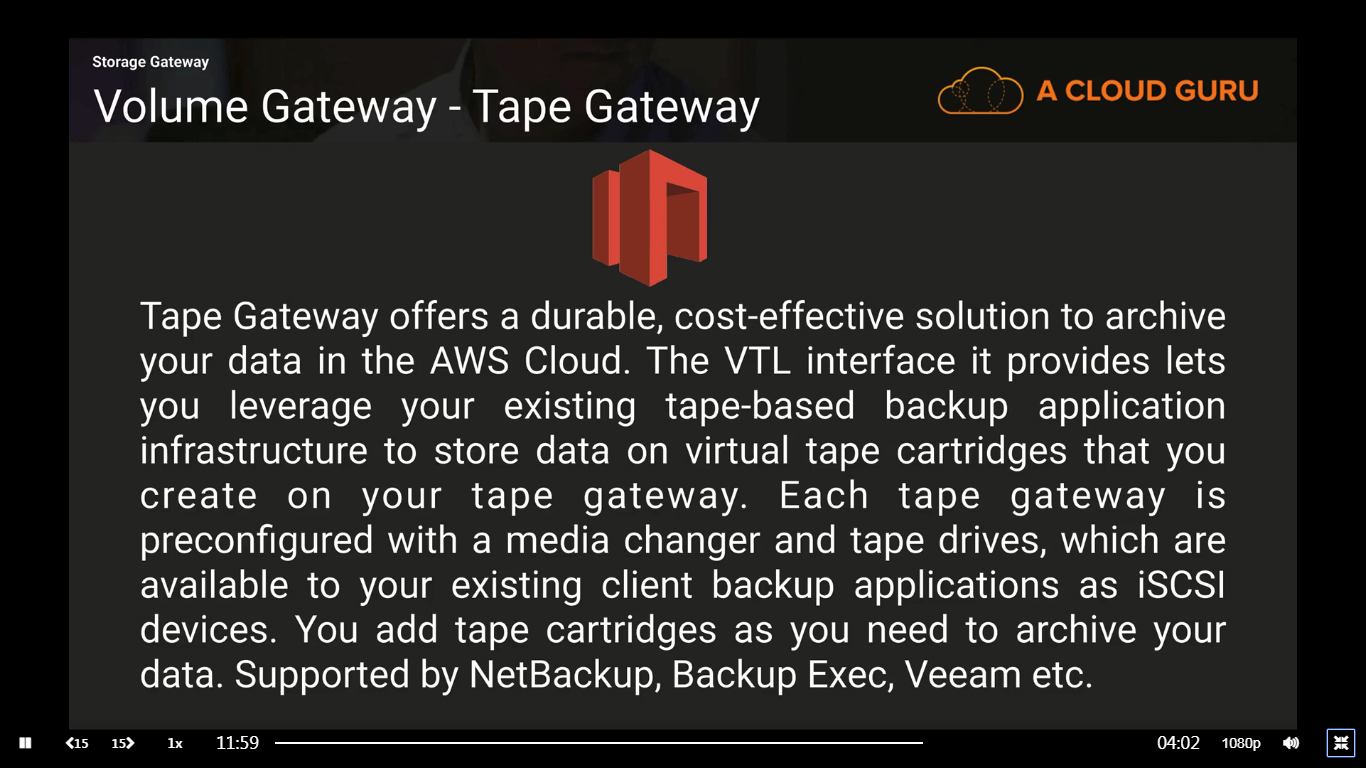 Storage Gateway
Volume Gateway - Tape Gateway
A CLOUD GURU
Tape Gateway offers a durable, cost-effective solution to archive
your data in the AWS Cloud. The VTL interface it provides lets
you leverage your existing tape-based backup application
infrastructure to store data on virtual tape cartridges that you
create on your tape gateway. Each tape gateway is
preconfigured with a media changer and tape drives, which are
available to your existing client backup applications as iSCSI
devices. You add tape cartridges as you need to archive your
data. Supported by NetBackup, Backup Exec, Veeam etc.
15 15 1x 11:59 04:02 1080p